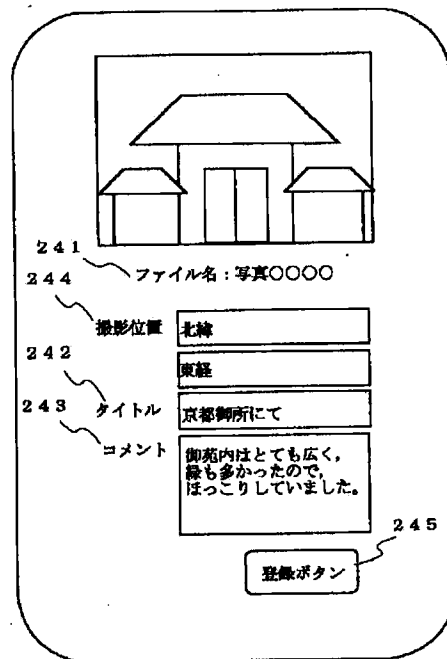 241
ファイル名：写真○○○○
244
撮影位置 北緯
東経
242
タイトル 京都御所にて
243
コメント 御苑内はとても広く，
緑も多かったので，
ほっこりしていました。
245
登録ボタン